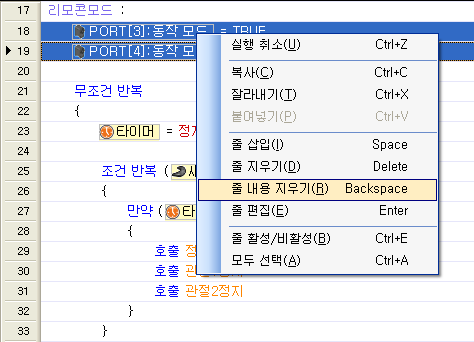 17 리모콘모드 :
18 PORT[3]:동작 모드 = TRUE
19 PORT[4]:동작 모
20
21 무조건 반복
22 {
23 타이머 = 정지
24
25 조건 반복 (
26 {
27 만약 (타
28 {
29 호출
30 호출
31 호출 관절2정지
32 }
33 }
실행 취소(U) Ctrl+Z
복사(C) Ctrl+C
잘라내기(T) Ctrl+X
붙여넣기(P) Ctrl+V
줄 삽입(I) Space
줄 지우기(D) Delete
줄 내용 지우기(R) Backspace
줄 편집(E) Enter
줄 활성/비활성(B) Ctrl+E
모두 선택(A) Ctrl+A